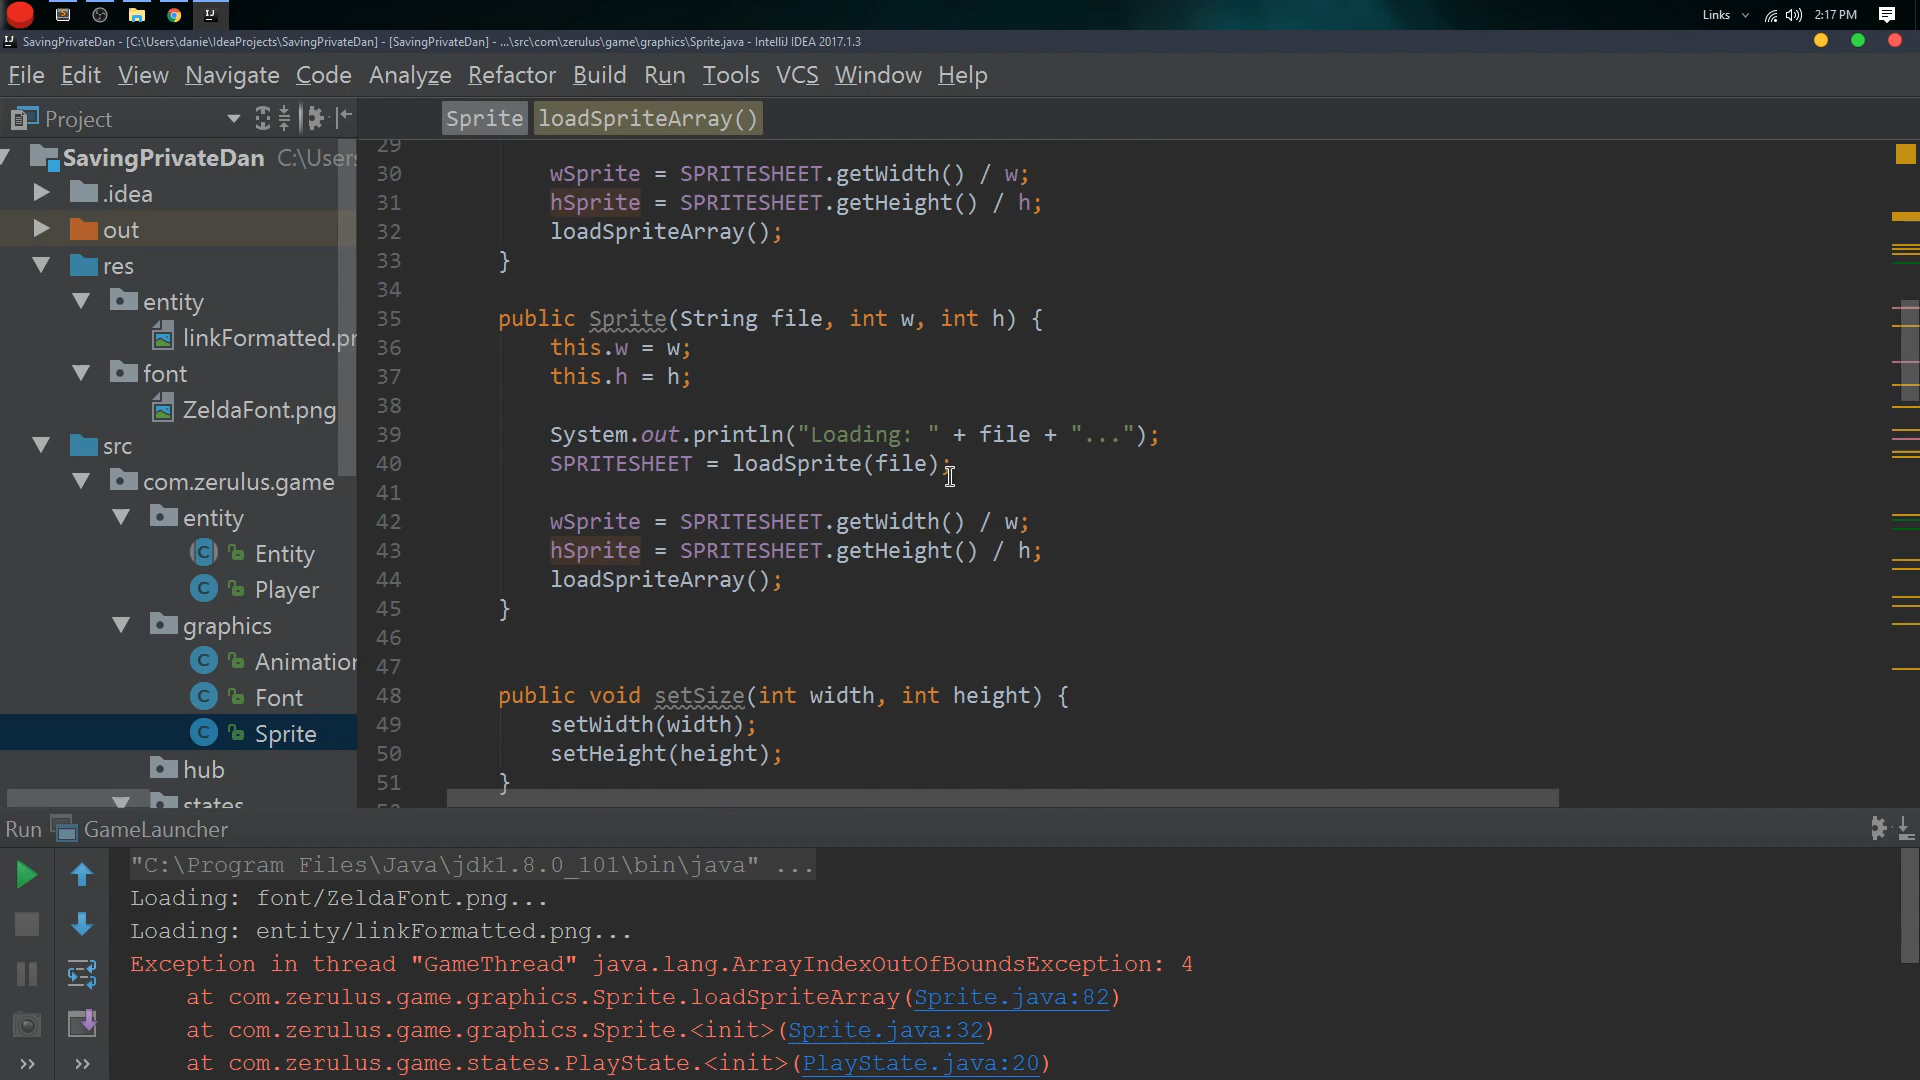 Links 2:17 PM
SavingPrivateDan - [C:\Users\danie\IdeaProjects\SavingPrivateDan] - [SavingPrivateDan] - ...\src\com\zerulus\game\graphics\Sprite.java - IntelliJ IDEA 2017.1.3
File Edit View Navigate Code Analyze Refactor Build Run Tools VCS Window Help
Project
Sprite loadSpriteArray()
SavingPrivateDan C:\Users
.idea
out
res
entity
linkFormatted.pr
font
ZeldaFont.png
src
com.zerulus.game
entity
Entity
Player
graphics
Animation
Font
Sprite
hub
states
29
30 wSprite = SPRITESHEET.getWidth() / w;
31 hSprite = SPRITESHEET.getHeight() / h;
32 loadSpriteArray();
33 }
34
35 public Sprite(String file, int w, int h) {
36 this.w = w;
37 this.h = h;
38
39 System.out.println("Loading: " + file + "...");
40 SPRITESHEET = loadSprite(file);
41
42 wSprite = SPRITESHEET.getWidth() / w;
43 hSprite = SPRITESHEET.getHeight() / h;
44 loadSpriteArray();
45 }
46
47
48 public void setSize(int width, int height) {
49 setWidth(width);
50 setHeight(height);
51 }
Run GameLauncher
"C:\Program Files\Java\jdk1.8.0_101\bin\java" ...
Loading: font/ZeldaFont.png...
Loading: entity/linkFormatted.png...
Exception in thread "GameThread" java.lang.ArrayIndexOutOfBoundsException: 4
at com.zerulus.game.graphics.Sprite.loadSpriteArray(Sprite.java:82)
at com.zerulus.game.graphics.Sprite.<init>(Sprite.java:32)
at com.zerulus.game.states.PlayState.<init>(PlayState.java:20)